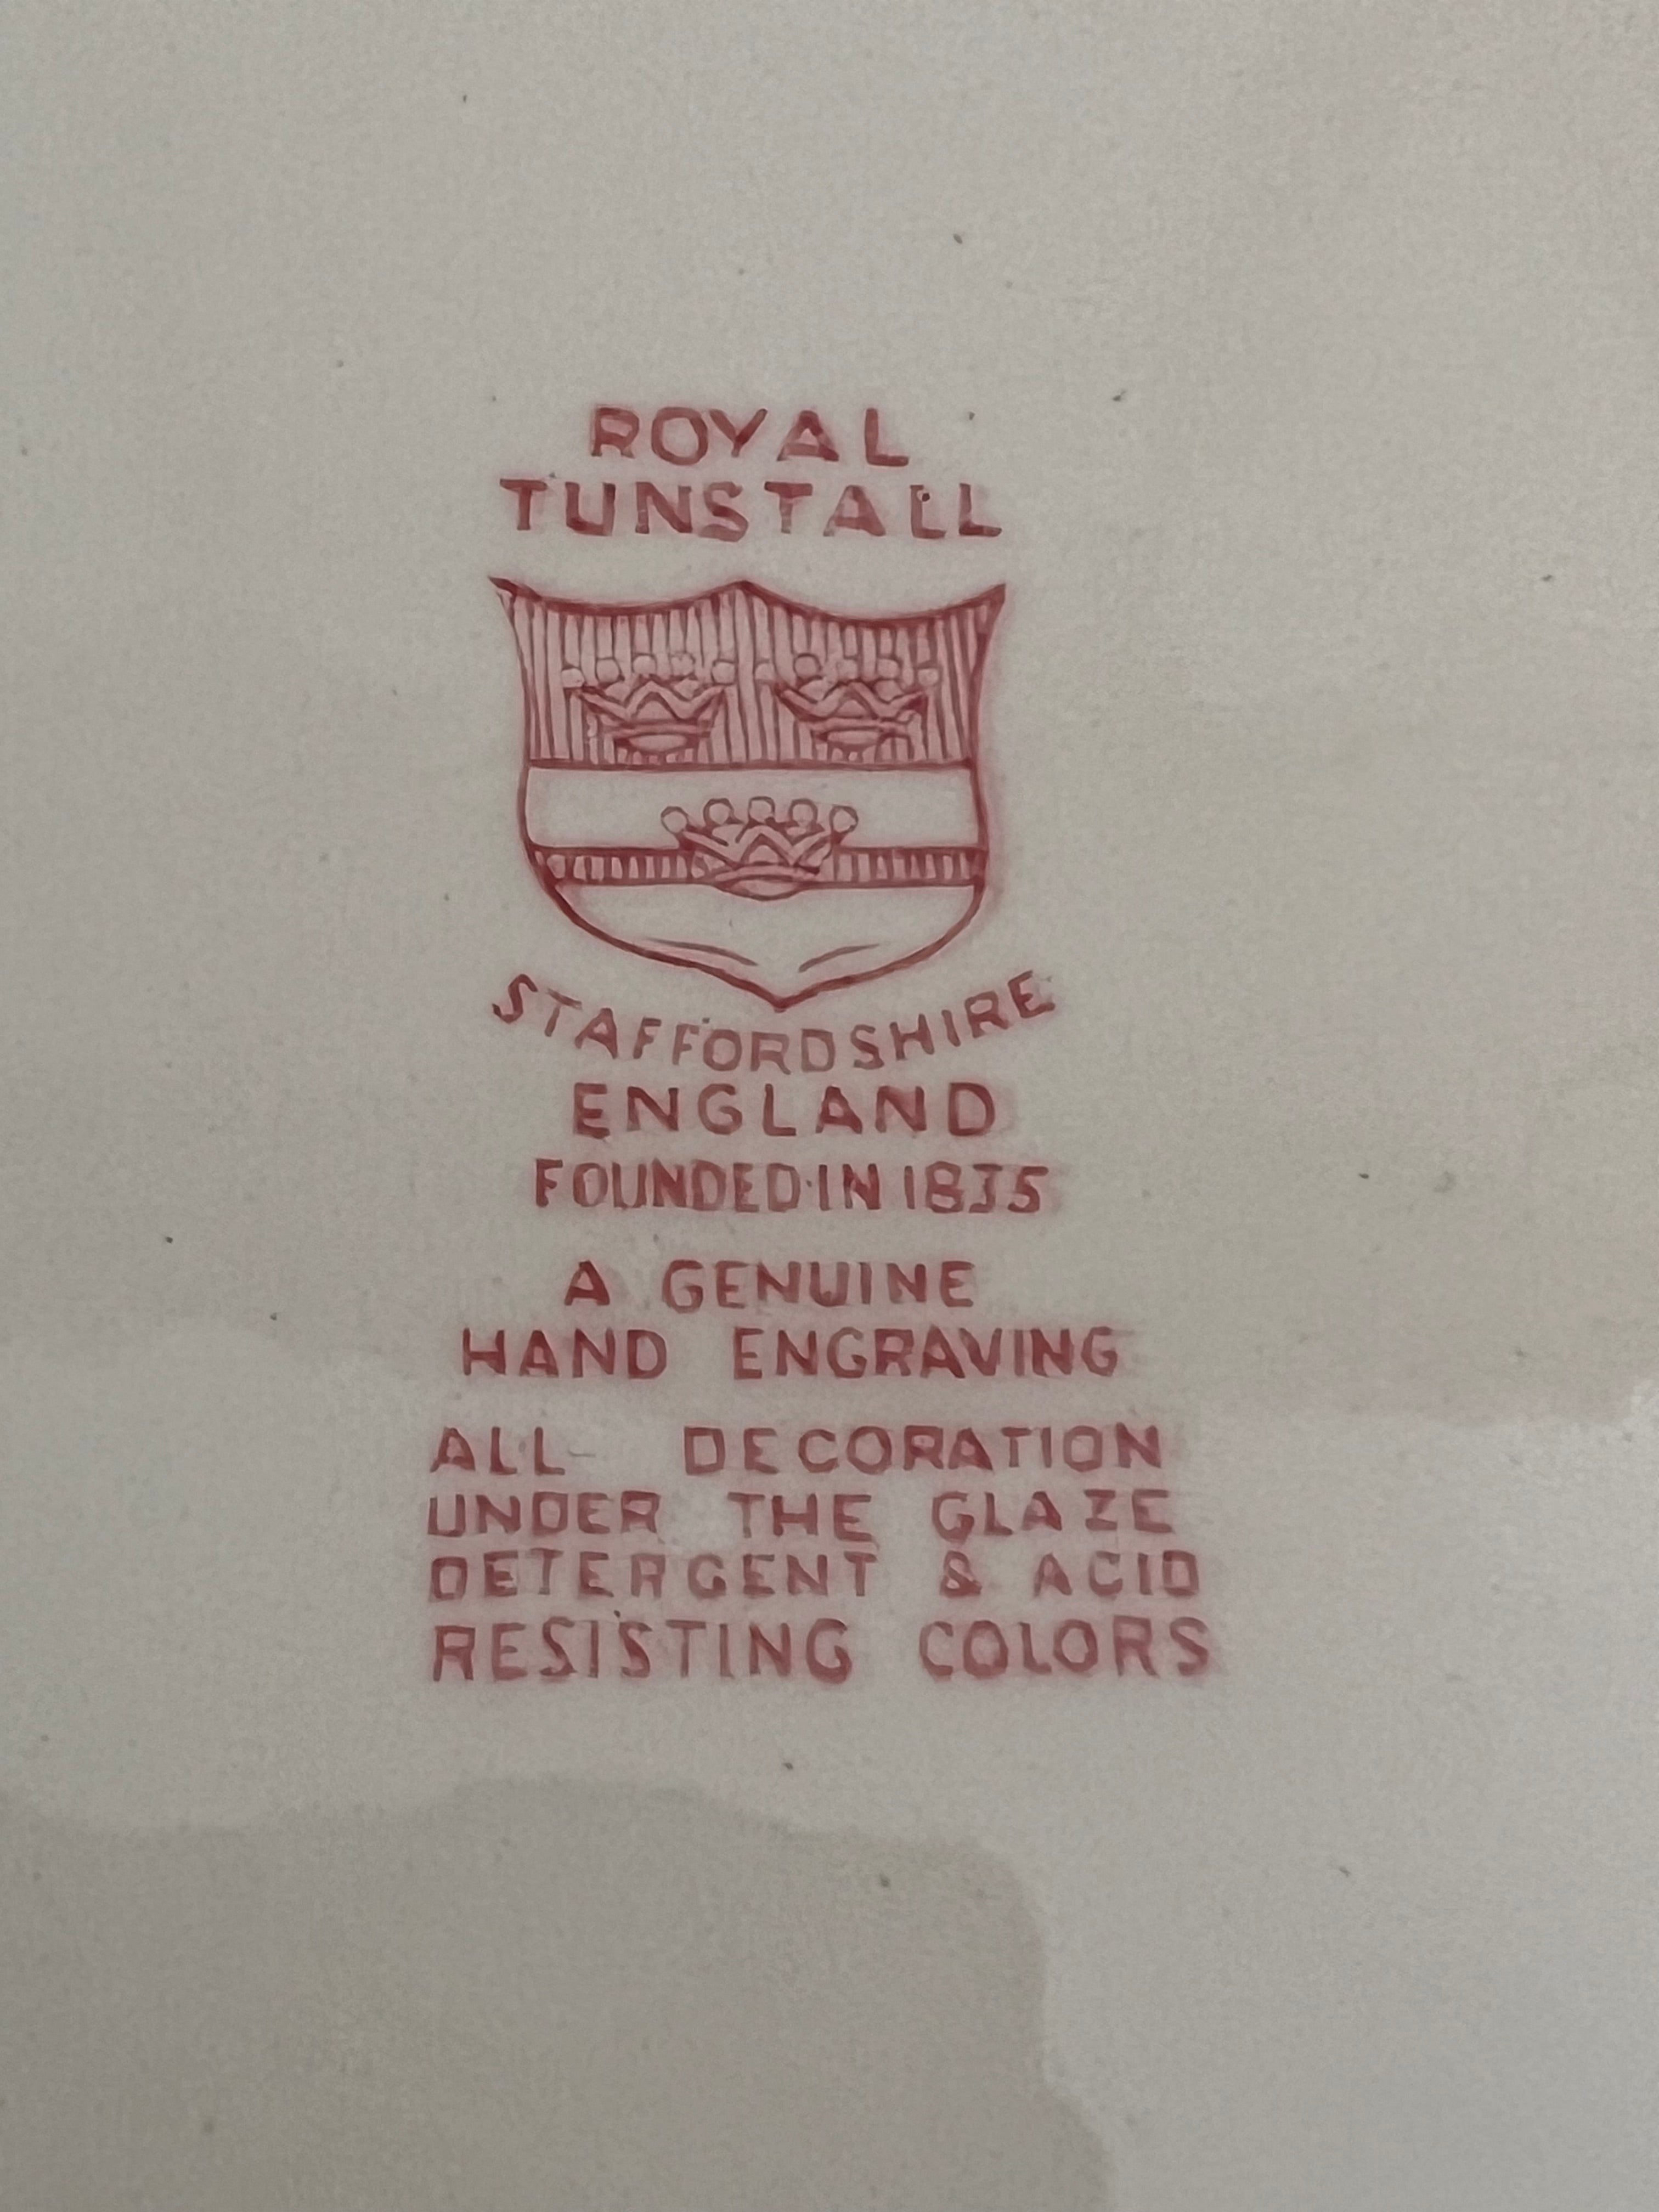 ROYAL
TUNSTALL
STAFFORDSHIRE
ENGLAND
FOUNDED·IN 1835
A GENUINE
HAND ENGRAVING
ALL DECORATION
UNDER THE GLAZE
DETERGENT & ACID
RESISTING COLORS